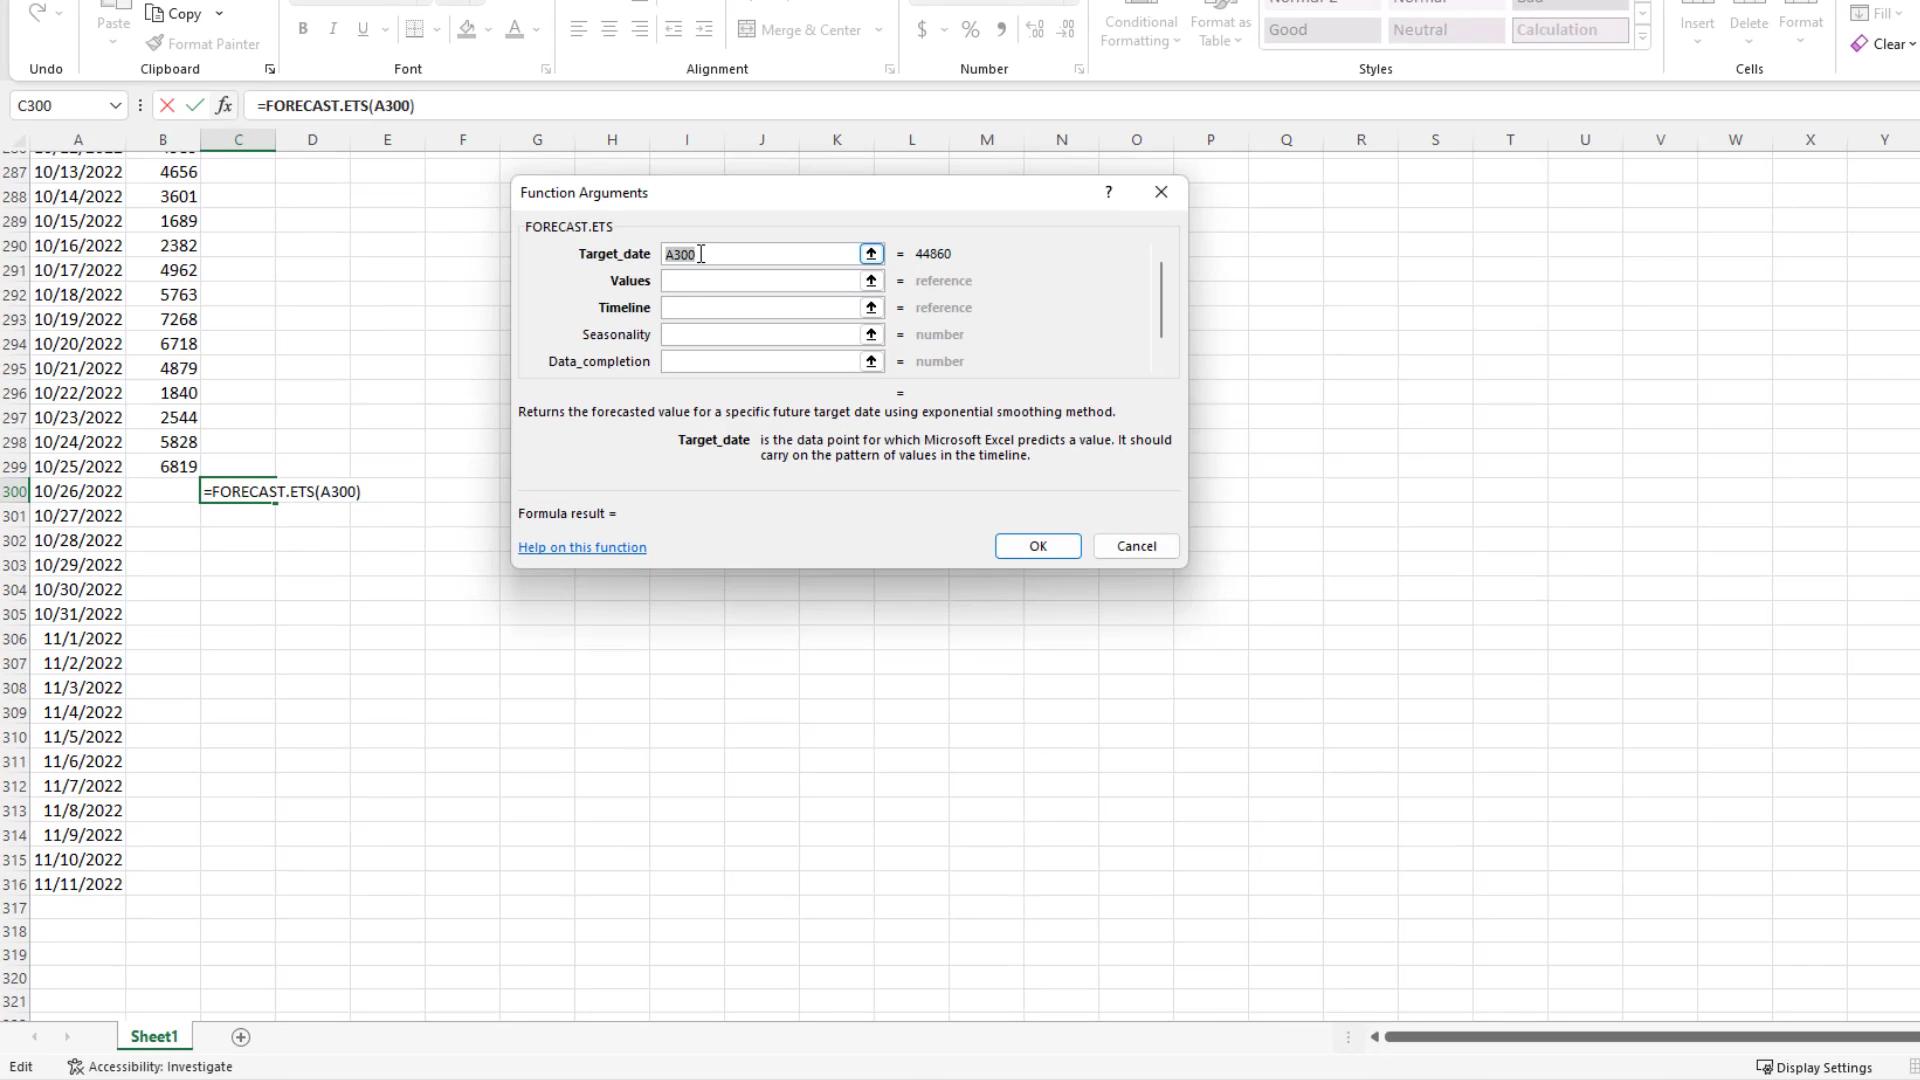 Paste
Copy
Format Painter
B I U A
Merge & Center
$ % 9
Conditional Formatting
Format as Table
Good
Neutral
Calculation
Insert
Delete
Format
Fill
Clear
Undo
Clipboard
Font
Alignment
Number
Styles
Cells
C300
fx
=FORECAST.ETS(A300)
A B C D E F G H I J K L M N O P Q R S T U V W X Y
287 10/13/2022 4656
288 10/14/2022 3601
289 10/15/2022 1689
290 10/16/2022 2382
291 10/17/2022 4962
292 10/18/2022 5763
293 10/19/2022 7268
294 10/20/2022 6718
295 10/21/2022 4879
296 10/22/2022 1840
297 10/23/2022 2544
298 10/24/2022 5828
299 10/25/2022 6819
300 10/26/2022 =FORECAST.ETS(A300)
301 10/27/2022
302 10/28/2022
303 10/29/2022
304 10/30/2022
305 10/31/2022
306 11/1/2022
307 11/2/2022
308 11/3/2022
309 11/4/2022
310 11/5/2022
311 11/6/2022
312 11/7/2022
313 11/8/2022
314 11/9/2022
315 11/10/2022
316 11/11/2022
317
318
319
320
321
Function Arguments ?
FORECAST.ETS
Target_date A300 = 44860
Values = reference
Timeline = reference
Seasonality = number
Data_completion = number
=
Returns the forecasted value for a specific future target date using exponential smoothing method.
Target_date is the data point for which Microsoft Excel predicts a value. It should
carry on the pattern of values in the timeline.
Formula result =
Help on this function
OK
Cancel
Sheet1
Edit
Accessibility: Investigate
Display Settings